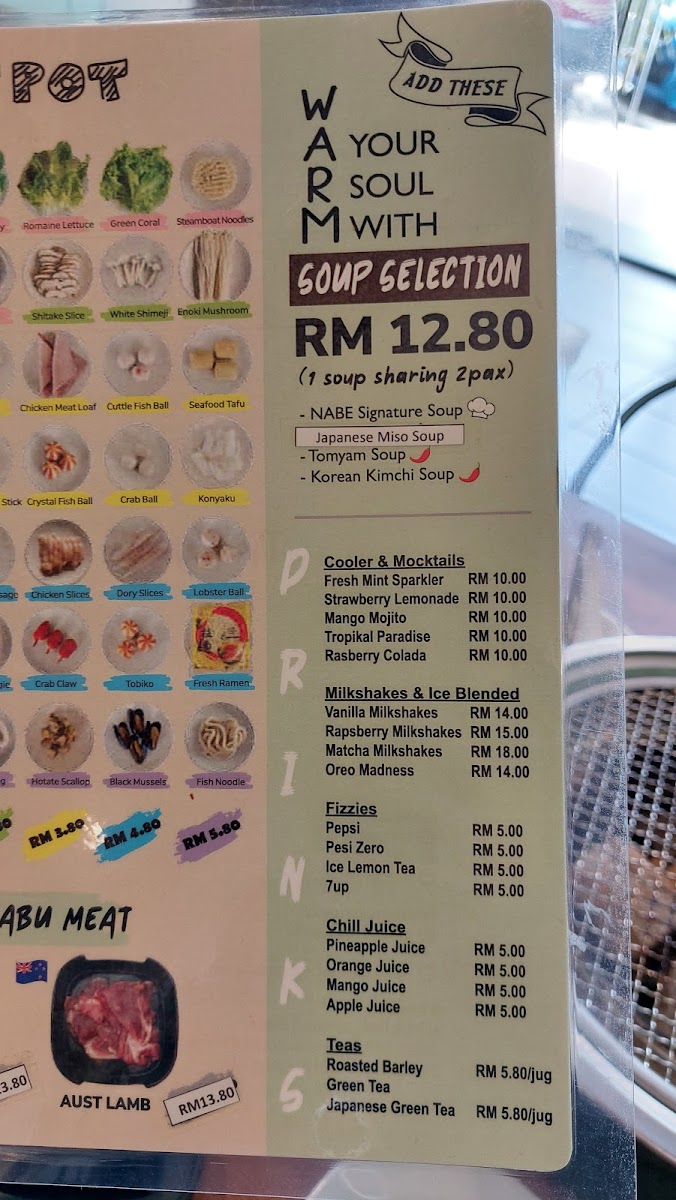 POT
Romaine Lettuce
Green Coral
Steamboat Noodles
Shitake Slice
White Shimeji
Enoki Mushroom
Chicken Meat Loaf
Cuttle Fish Ball
Seafood Tafu
Stick
Crystal Fish Ball
Crab Ball
Konyaku
Chicken Slices
Dory Slices
Lobster Ball
Crab Claw
Tobiko
Fresh Ramen
Hotate Scallop
Black Mussels
Fish Noodle
RM 3.80
RM 4.80
RM 5.80
ABU MEAT
3.80
AUST LAMB
RM13.80
ADD THESE
WARM
YOUR
SOUL
WITH
SOUP SELECTION
RM 12.80
(1 soup sharing 2pax)
- NABE Signature Soup
Japanese Miso Soup
- Tomyam Soup
- Korean Kimchi Soup
DRINKS
Cooler & Mocktails
Fresh Mint Sparkler RM 10.00
Strawberry Lemonade RM 10.00
Mango Mojito RM 10.00
Tropikal Paradise RM 10.00
Rasberry Colada RM 10.00
Milkshakes & Ice Blended
Vanilla Milkshakes RM 14.00
Rapsberry Milkshakes RM 15.00
Matcha Milkshakes RM 18.00
Oreo Madness RM 14.00
Fizzies
Pepsi RM 5.00
Pesi Zero RM 5.00
Ice Lemon Tea RM 5.00
7up RM 5.00
Chill Juice
Pineapple Juice RM 5.00
Orange Juice RM 5.00
Mango Juice RM 5.00
Apple Juice RM 5.00
Teas
Roasted Barley RM 5.80/jug
Green Tea
Japanese Green Tea RM 5.80/jug